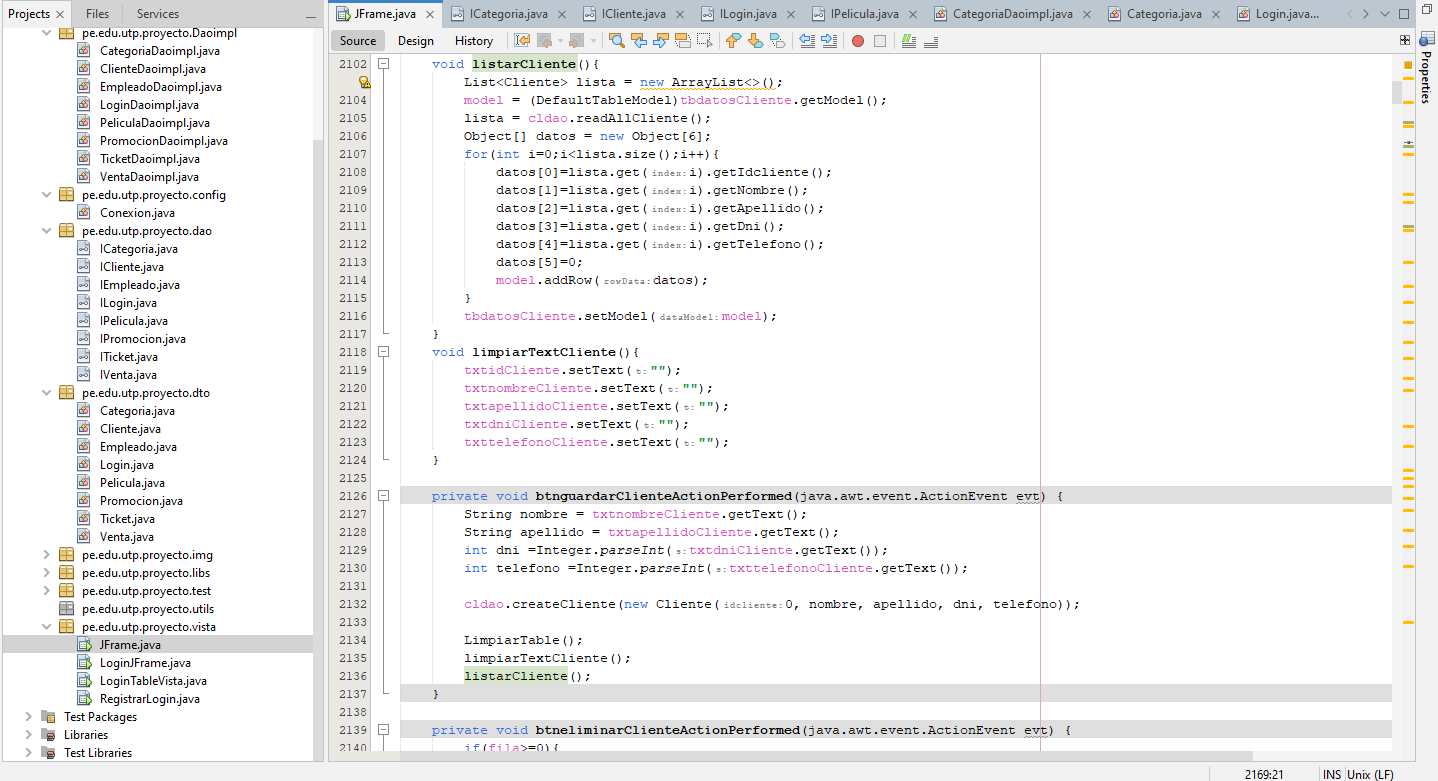 Projects Files Services
pe.edu.utp.proyecto.Daoimpl
CategoriaDaoimpl.java
ClienteDaoimpl.java
EmpleadoDaoimpl.java
LoginDaoimpl.java
PeliculaDaoimpl.java
PromocionDaoimpl.java
TicketDaoimpl.java
VentaDaoimpl.java
pe.edu.utp.proyecto.config
Conexion.java
pe.edu.utp.proyecto.dao
ICategoria.java
ICliente.java
IEmpleado.java
ILogin.java
IPelicula.java
IPromocion.java
ITicket.java
IVenta.java
pe.edu.utp.proyecto.dto
Categoria.java
Cliente.java
Empleado.java
Login.java
Pelicula.java
Promocion.java
Ticket.java
Venta.java
pe.edu.utp.proyecto.img
pe.edu.utp.proyecto.libs
pe.edu.utp.proyecto.test
pe.edu.utp.proyecto.utils
pe.edu.utp.proyecto.vista
JFrame.java
LoginJFrame.java
LoginTableVista.java
RegistrarLogin.java
Test Packages
Libraries
Test Libraries
JFrame.java ICategoria.java ICliente.java ILogin.java IPelicula.java CategoriaDaoimpl.java Categoria.java Login.java...
Source Design History
2102 void listarCliente(){
List<Cliente> lista = new ArrayList<>();
2104 model = (DefaultTableModel)tbdatosCliente.getModel();
2105 lista = cldao.readAllCliente();
2106 Object[] datos = new Object[6];
2107 for(int i=0;i<lista.size();i++){
2108 datos[0]=lista.get(index:i).getIdcliente();
2109 datos[1]=lista.get(index:i).getNombre();
2110 datos[2]=lista.get(index:i).getApellido();
2111 datos[3]=lista.get(index:i).getDni();
2112 datos[4]=lista.get(index:i).getTelefono();
2113 datos[5]=0;
2114 model.addRow(rowData:datos);
2115 }
2116 tbdatosCliente.setModel(dataModel:model);
2117 }
2118 void limpiarTextCliente(){
2119 txtidCliente.setText(t:"");
2120 txtnombreCliente.setText(t:"");
2121 txtapellidoCliente.setText(t:"");
2122 txtdniCliente.setText(t:"");
2123 txttelefonoCliente.setText(t:"");
2124 }
2125
2126 private void btnguardarClienteActionPerformed(java.awt.event.ActionEvent evt) {
2127 String nombre = txtnombreCliente.getText();
2128 String apellido = txtapellidoCliente.getText();
2129 int dni =Integer.parseInt(s:txtdniCliente.getText());
2130 int telefono =Integer.parseInt(s:txttelefonoCliente.getText());
2131
2132 cldao.createCliente(new Cliente(idcliente:0, nombre, apellido, dni, telefono));
2133
2134 LimpiarTable();
2135 limpiarTextCliente();
2136 listarCliente();
2137 }
2138
2139 private void btneliminarClienteActionPerformed(java.awt.event.ActionEvent evt) {
2140 if(fila>=0){
Properties
2169:21 INS Unix (LF)